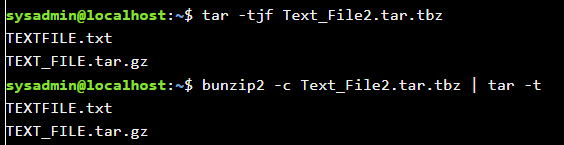 sysadmin@localhost:~$ tar -tjf Text_File2.tar.tbz
TEXTFILE.txt
TEXT_FILE.tar.gz
sysadmin@localhost:~$ bunzip2 -c Text_File2.tar.tbz | tar -t
TEXTFILE.txt
TEXT_FILE.tar.gz